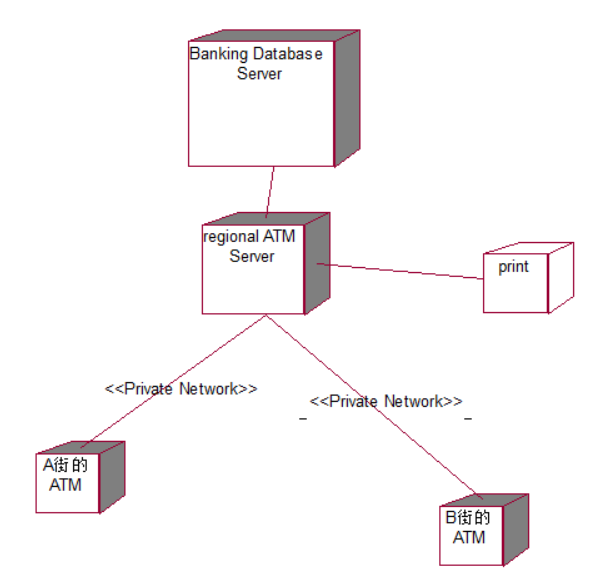 Banking Database
Server
regional ATM
Server
print
<<Private Network>>
<<Private Network>>
A街的
ATM
B街的
ATM